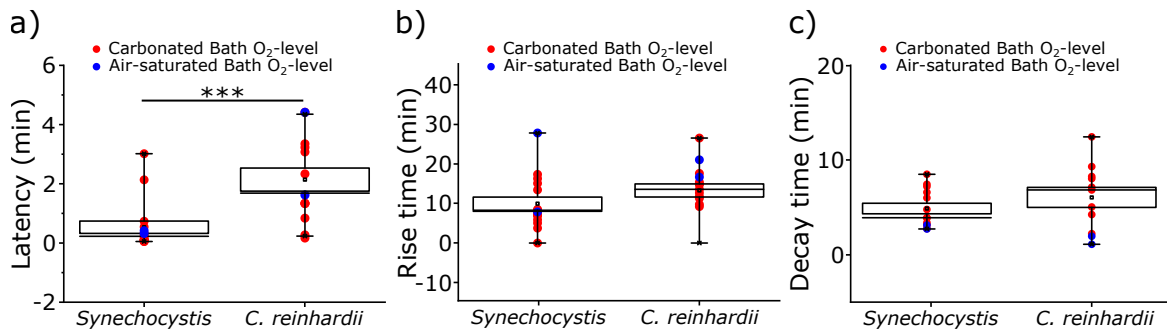 a)
Carbonated Bath O₂-level
Air-saturated Bath O₂-level
Latency (min)
6
4
2
0
-2
***
Synechocystis
C. reinhardii
b)
Carbonated Bath O₂-level
Air-saturated Bath O₂-level
Rise time (min)
40
30
20
10
0
-10
Synechocystis
C. reinhardii
c)
Carbonated Bath O₂-level
Air-saturated Bath O₂-level
Decay time (min)
20
10
0
Synechocystis
C. reinhardii